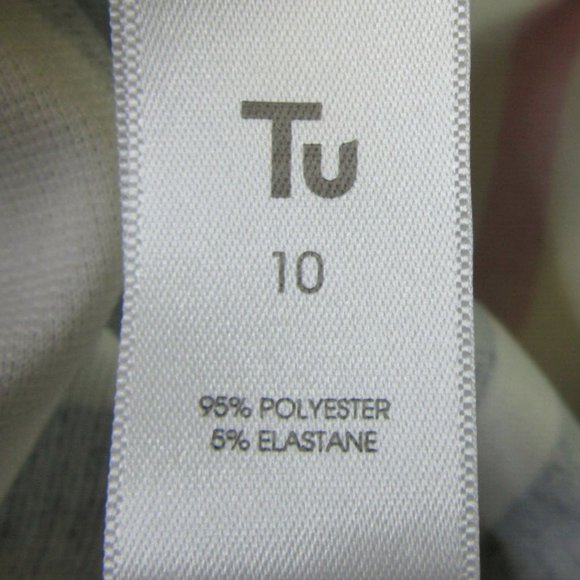 Tu
10
95% POLYESTER
5% ELASTANE